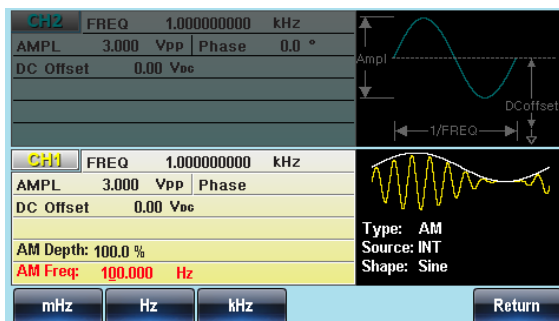 CH2 FREQ 1.000000000 kHz
AMPL 3.000 Vpp Phase 0.0 °
DC Offset 0.00 VDC
Ampl
DCoffset
1/FREQ
CH1 FREQ 1.000000000 kHz
AMPL 3.000 Vpp Phase
DC Offset 0.00 VDC
AM Depth: 100.0 %
AM Freq: 100.000 Hz
Type: AM
Source: INT
Shape: Sine
mHz Hz kHz Return